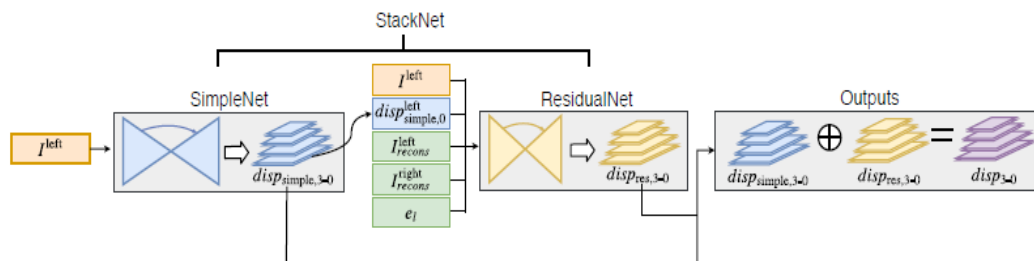 StackNet
SimpleNet
ResidualNet
Outputs
I^left
disp_simple,3-0
I^left
disp^left_simple,0
I^left_recons
I^right_recons
e_l
disp_res,3-0
disp_simple,3-0
⊕
disp_res,3-0
=
disp_3-0